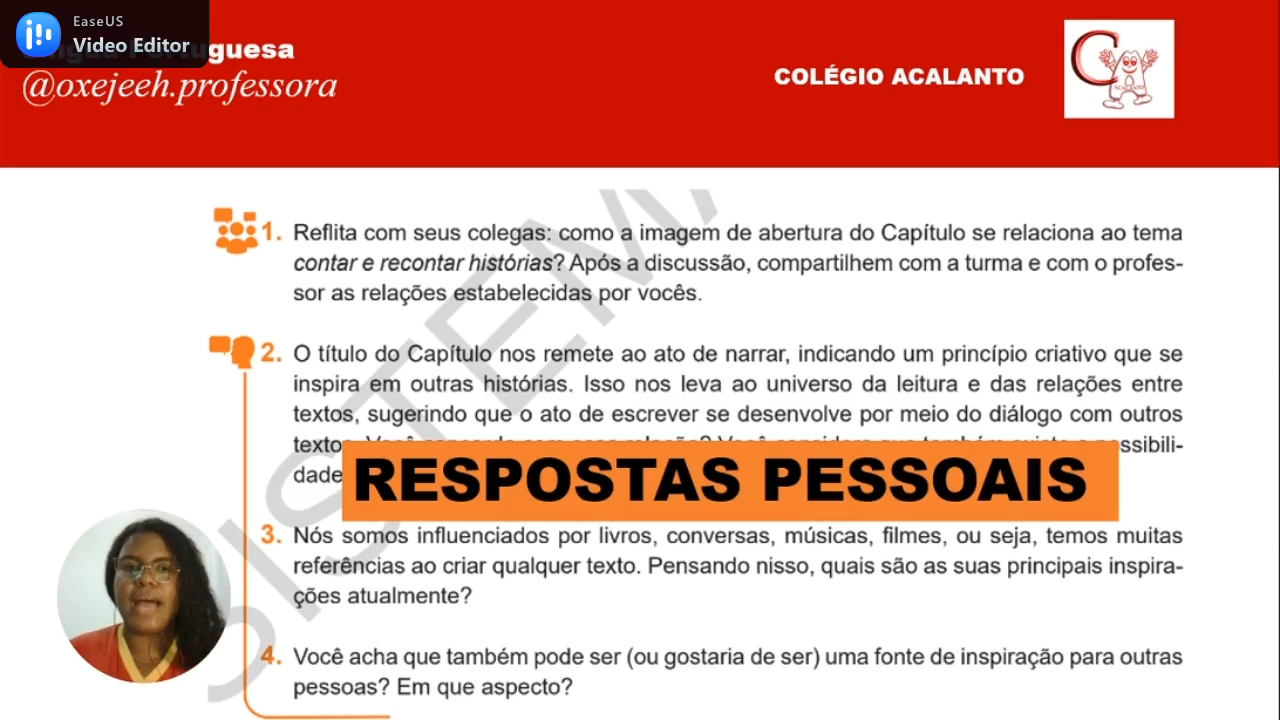 EaseUS
Video Editor
guesa
@oxejeeh.professora
COLÉGIO ACALANTO
C
ACALANTO
1. Reflita com seus colegas: como a imagem de abertura do Capítulo se relaciona ao tema
contar e recontar histórias? Após a discussão, compartilhem com a turma e com o profes-
sor as relações estabelecidas por vocês.
2. O título do Capítulo nos remete ao ato de narrar, indicando um princípio criativo que se
inspira em outras histórias. Isso nos leva ao universo da leitura e das relações entre
textos, sugerindo que o ato de escrever se desenvolve por meio do diálogo com outros
RESPOSTAS PESSOAIS
3. Nós somos influenciados por livros, conversas, músicas, filmes, ou seja, temos muitas
referências ao criar qualquer texto. Pensando nisso, quais são as suas principais inspira-
ções atualmente?
4. Você acha que também pode ser (ou gostaria de ser) uma fonte de inspiração para outras
pessoas? Em que aspecto?
SISTEM